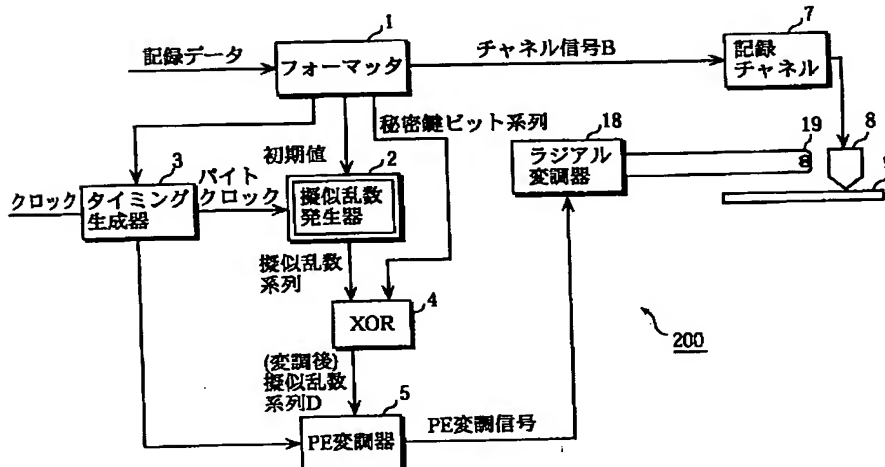 1
記録データ
フォーマッタ
チャネル信号B
7
記録
チャネル
秘密鍵ビット系列
18
ラジアル
変調器
19
8
8
9
初期値
3
クロック
タイミング
生成器
バイト
クロック
2
擬似乱数
発生器
擬似乱数
系列
4
XOR
200
(変調後)
擬似乱数
系列D
5
PE変調器
PE変調信号